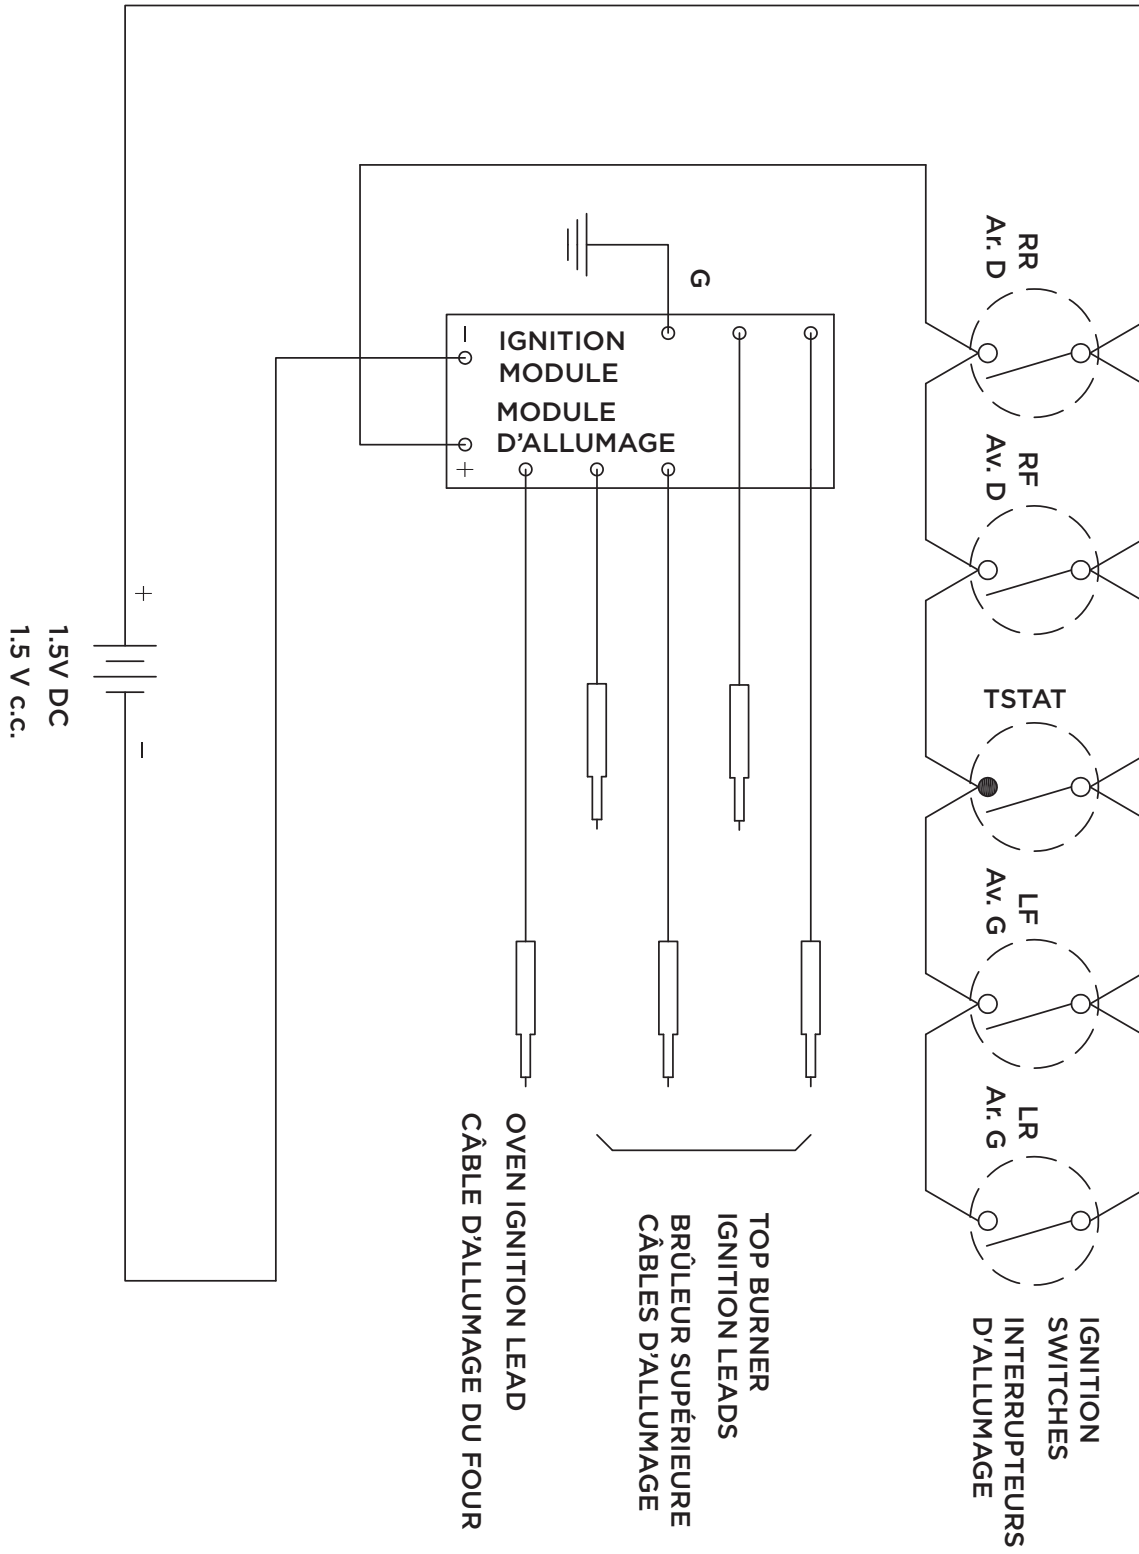 RR
Ar. D
RF
Av. D
TSTAT
LF
Av. G
LR
Ar. G
IGNITION
SWITCHES
INTERRUPTEURS
D'ALLUMAGE
G
−
IGNITION
MODULE
MODULE
D'ALLUMAGE
+
+
−
1.5V DC
1.5 V c.c.
TOP BURNER
IGNITION LEADS
BRÛLEUR SUPÉRIEURE
CÂBLES D'ALLUMAGE
OVEN IGNITION LEAD
CÂBLE D'ALLUMAGE DU FOUR